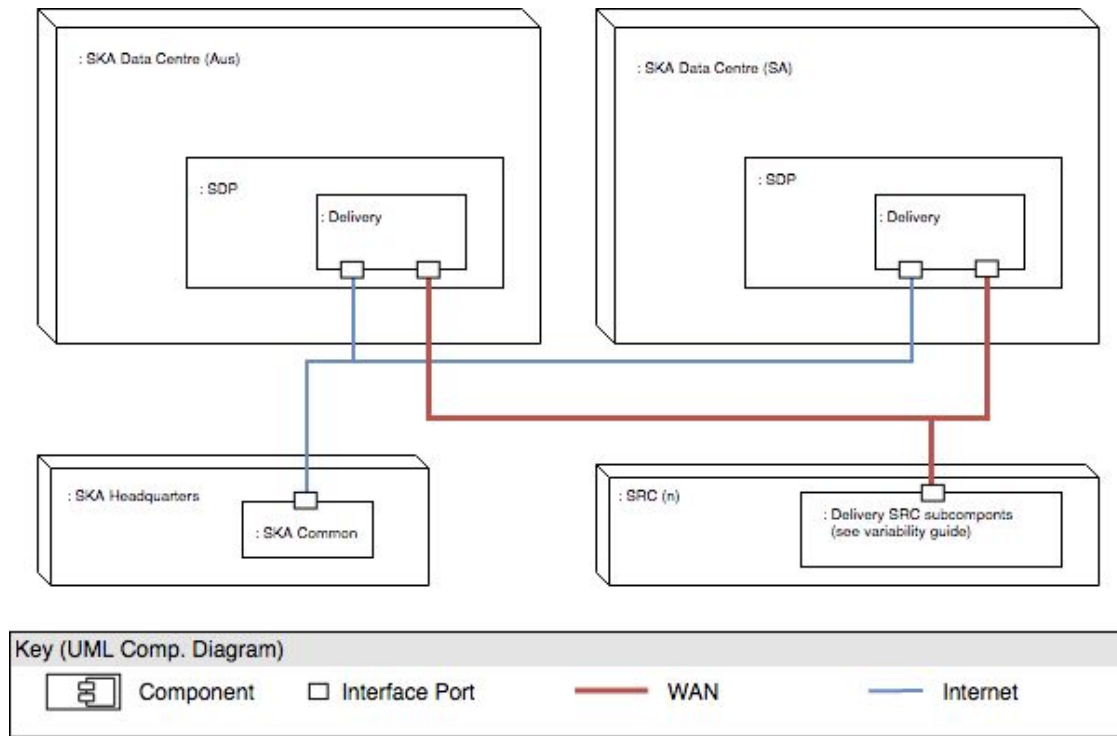 : SKA Data Centre (Aus)
: SKA Data Centre (SA)
: SDP
: Delivery
: SDP
: Delivery
: SKA Headquarters
: SKA Common
: SRC (n)
: Delivery SRC subcomponts
(see variability guide)
Key (UML Comp. Diagram)
Component
Interface Port
WAN
Internet